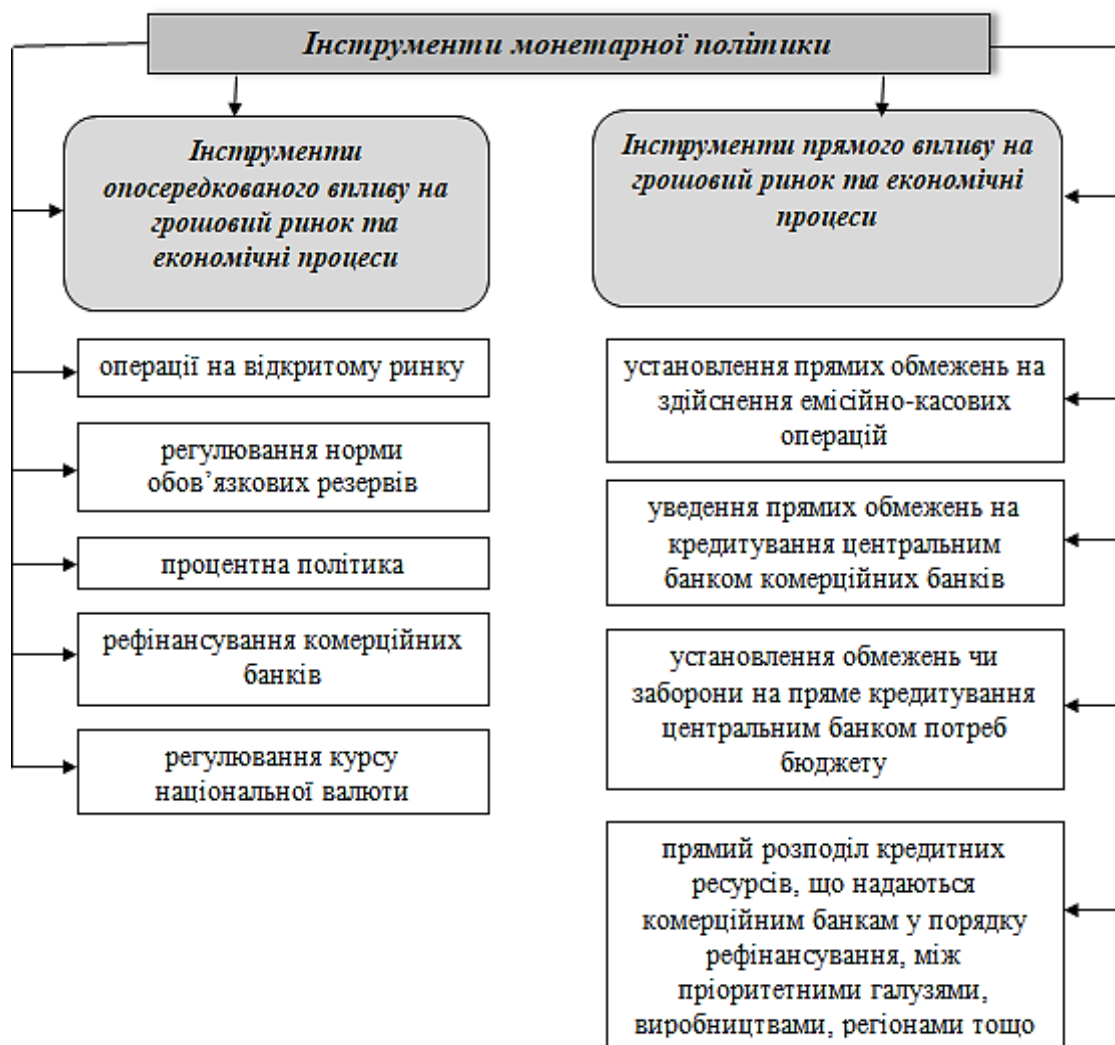 Інструменти монетарної політики
Інструменти
опосередкованого впливу на
грошовий ринок та
економічні процеси
операції на відкритого ринку
регулювання норми
обов’язкових резервів
процентна політика
рефінансування комерційних
банків
регулювання курсу
національної валюти
Інструменти прямого впливу на
грошовий ринок та економічні
процеси
установлення прямих обмежень на
здійснення емісійно-касових
операцій
уведення прямих обмежень на
кредитування центральним
банком комерційних банків
установлення обмежень чи
заборони на пряме кредитування
центральним банком потреб
бюджету
прямий розподіл кредитних
ресурсів, що надаються
комерційним банкам у порядку
рефінансування, між
пріоритетними галузями,
виробництвами, регіонами тощо